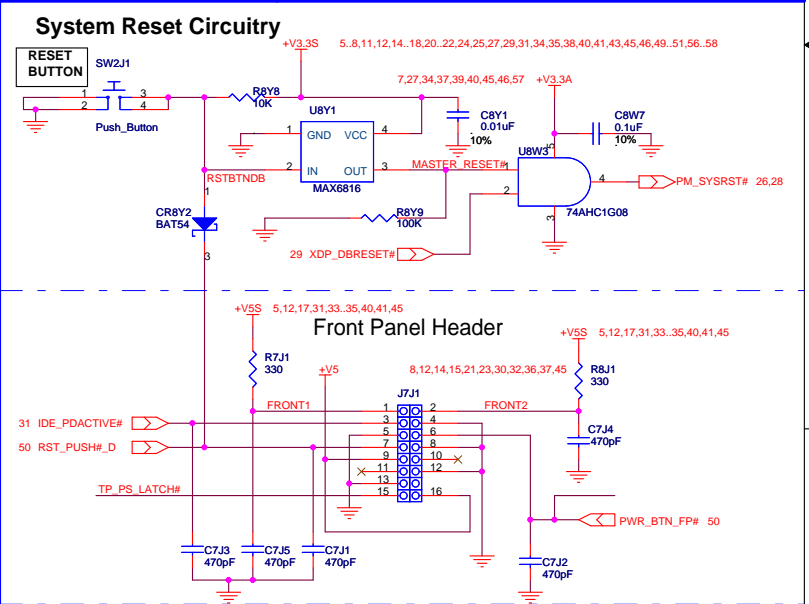 System Reset Circuitry
+V3.3S 5..8,11,12,14..18,20..22,24,25,27,29,31,34,35,38,40,41,43,45,46,49..51,56..58
RESET
BUTTON
SW2J1
1 3
2 4
Push_Button
R8Y8
10K
7,27,34,37,39,40,45,46,57 +V3.3A
U8Y1
1 GND VCC 4
2 IN OUT 3
MAX6816
C8Y1
0.01uF
10%
C8W7
0.1uF
10%
RSTBTNDB
MASTER_RESET#
U8W3
5
1
2
4
3
74AHC1G08
PM_SYSRST# 26,28
1
CR8Y2
BAT54
3
R8Y9
100K
29 XDP_DBRESET#
+V5S 5,12,17,31,33..35,40,41,45
Front Panel Header
+V5S 5,12,17,31,33..35,40,41,45
R7J1
330
+V5 8,12,14,15,21,23,30,32,36,37,45
R8J1
330
J7J1
FRONT1 1 2 FRONT2
31 IDE_PDACTIVE# 3 4
5 6
50 RST_PUSH#_D 7 8
9 10
11 12
13
TP_PS_LATCH# 15 16
C7J4
470pF
PWR_BTN_FP# 50
C7J3
470pF
C7J5
470pF
C7J1
470pF
C7J2
470pF